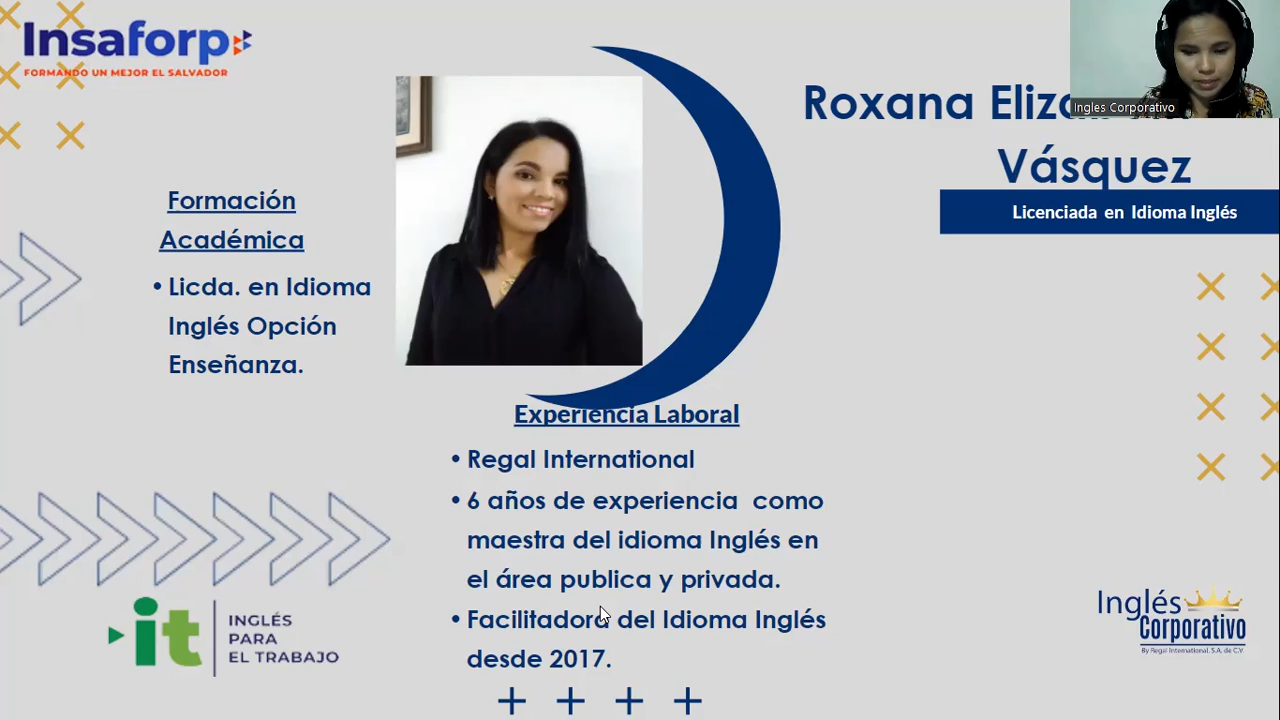 Insaforp
FORMANDO UN MEJOR EL SALVADOR
Ingles Corporativo
Roxana
Vásquez
Licenciada en Idioma Inglés
Formación
Académica
• Licda. en Idioma
Inglés Opción
Enseñanza.
Experiencia Laboral
• Regal International
• 6 años de experiencia como
maestra del idioma Inglés en
el área publica y privada.
• Facilitadora del Idioma Inglés
desde 2017.
it
INGLÉS
PARA
EL TRABAJO
Inglés
Corporativo
By Regal International, S.A. de C.V